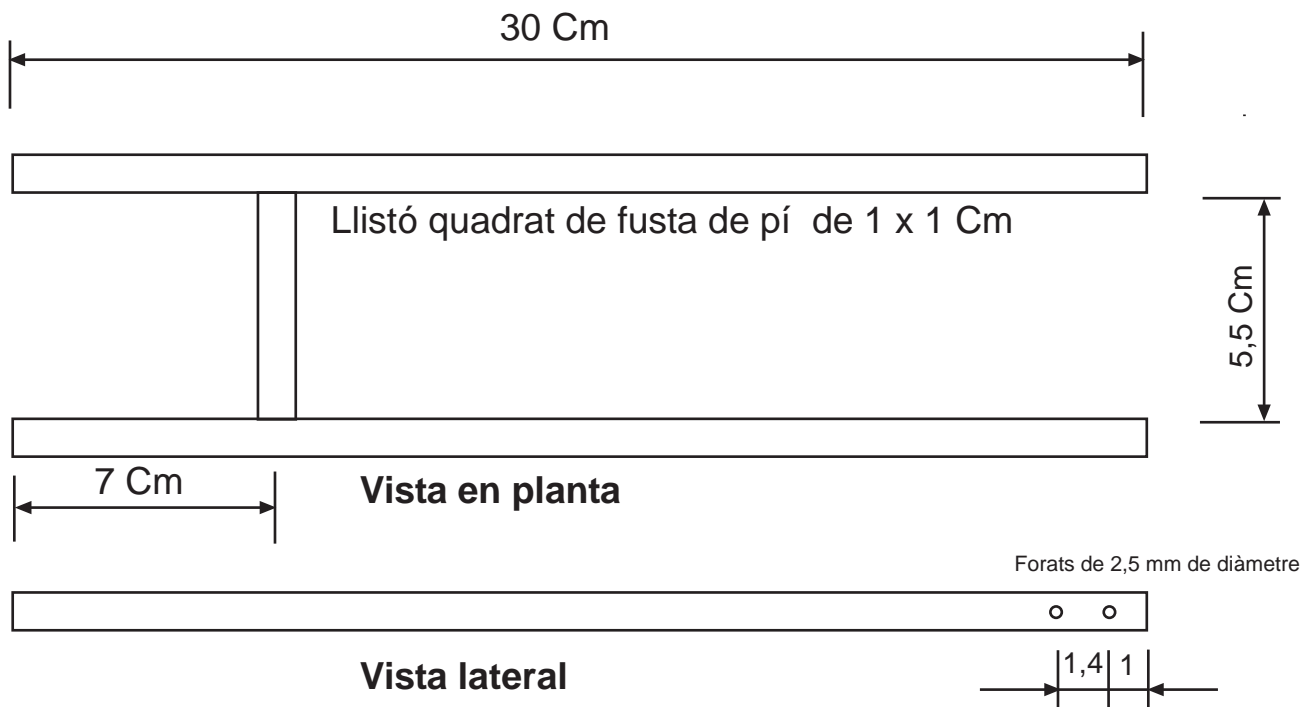 30 Cm
Llistó quadrat de fusta de pí de 1 x 1 Cm
5,5 Cm
7 Cm
Vista en planta
Forats de 2,5 mm de diàmetre
1,4 1
Vista lateral